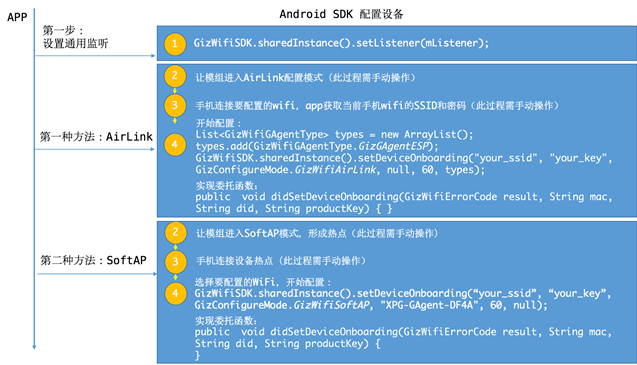 APP
Android SDK 配置设备
第一步：
设置通用监听
1
GizWifiSDK.sharedInstance().setListener(mListener);
第一种方法：AirLink
2
让模组进入AirLink配置模式（此过程需手动操作）
3
手机连接要配置的wifi，app获取当前手机wifi的SSID和密码（此过程需手动操作）
4
开始配置：
List<GizWifiGAgentType> types = new ArrayList();
types.add(GizWifiGAgentType.GizGAgentESP);
GizWifiSDK.sharedInstance().setDeviceOnboarding("your_ssid", "your_key",
GizConfigureMode.GizWifiAirLink, null, 60, types);
实现委托函数：
public  void didSetDeviceOnboarding(GizWifiErrorCode result, String mac,
String did, String productKey) { }
第二种方法：SoftAP
2
让模组进入SoftAP模式，形成热点（此过程需手动操作）
3
手机连接设备热点（此过程需手动操作）
4
选择要配置的WiFi，开始配置：
GizWifiSDK.sharedInstance().setDeviceOnboarding(“your_ssid”, “your_key”,
GizConfigureMode.GizWifiSoftAP, "XPG-GAgent-DF4A", 60, null);
实现委托函数：
public  void didSetDeviceOnboarding(GizWifiErrorCode result, String mac,
String did, String productKey) {
}